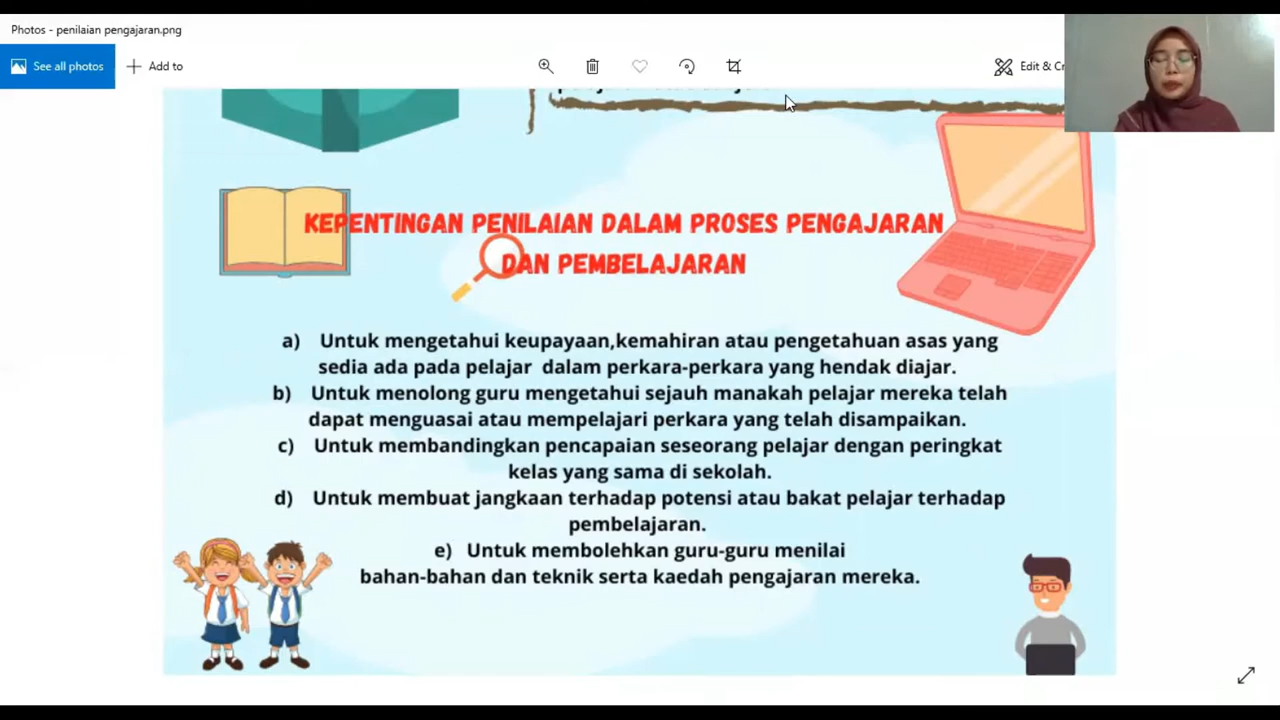 Photos - penilaian pengajaran.png
See all photos
Add to
Edit & Cr
KEPENTINGAN PENILAIAN DALAM PROSES PENGAJARAN
DAN PEMBELAJARAN
a) Untuk mengetahui keupayaan,kemahiran atau pengetahuan asas yang
sedia ada pada pelajar dalam perkara-perkara yang hendak diajar.
b) Untuk menolong guru mengetahui sejauh manakah pelajar mereka telah
dapat menguasai atau mempelajari perkara yang telah disampaikan.
c) Untuk membandingkan pencapaian seseorang pelajar dengan peringkat
kelas yang sama di sekolah.
d) Untuk membuat jangkaan terhadap potensi atau bakat pelajar terhadap
pembelajaran.
e) Untuk membolehkan guru-guru menilai
bahan-bahan dan teknik serta kaedah pengajaran mereka.